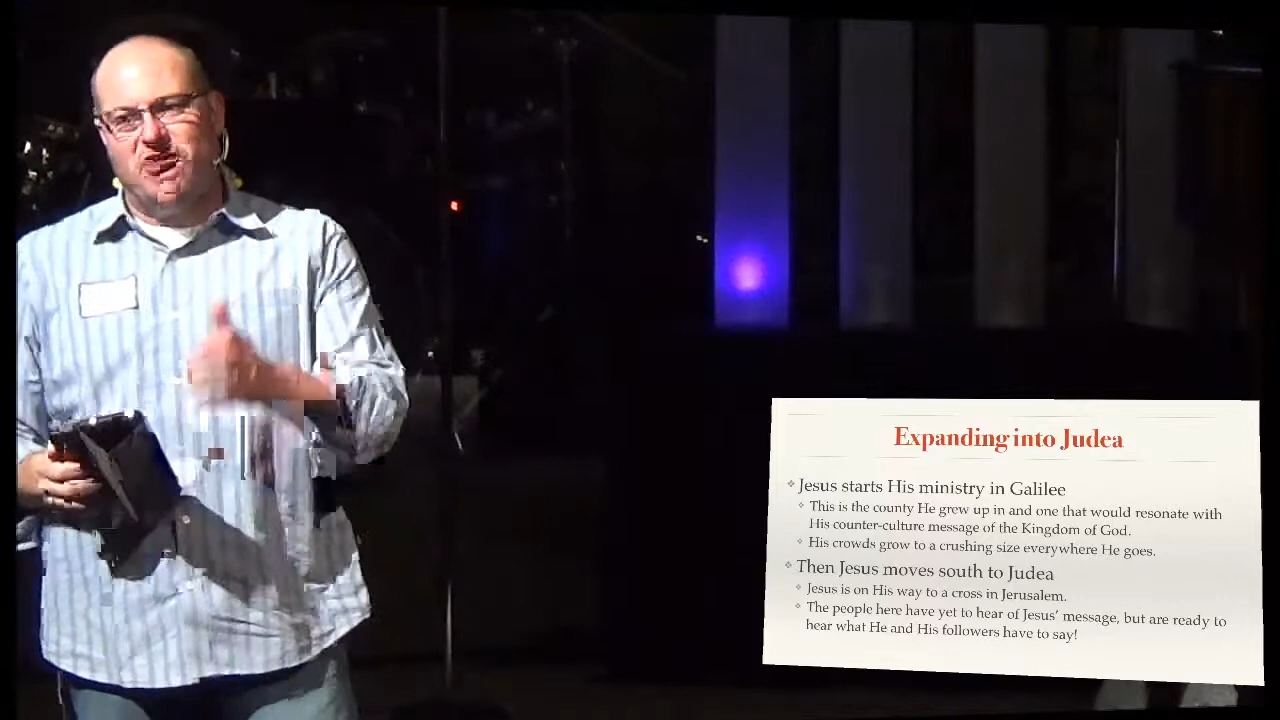 Expanding into Judea
Jesus starts His ministry in Galilee
This is the county He grew up in and one that would resonate with
His counter-culture message of the Kingdom of God.
His crowds grow to a crushing size everywhere He goes.
Then Jesus moves south to Judea
Jesus is on His way to a cross in Jerusalem.
The people here have yet to hear of Jesus' message, but are ready to
hear what He and His followers have to say!